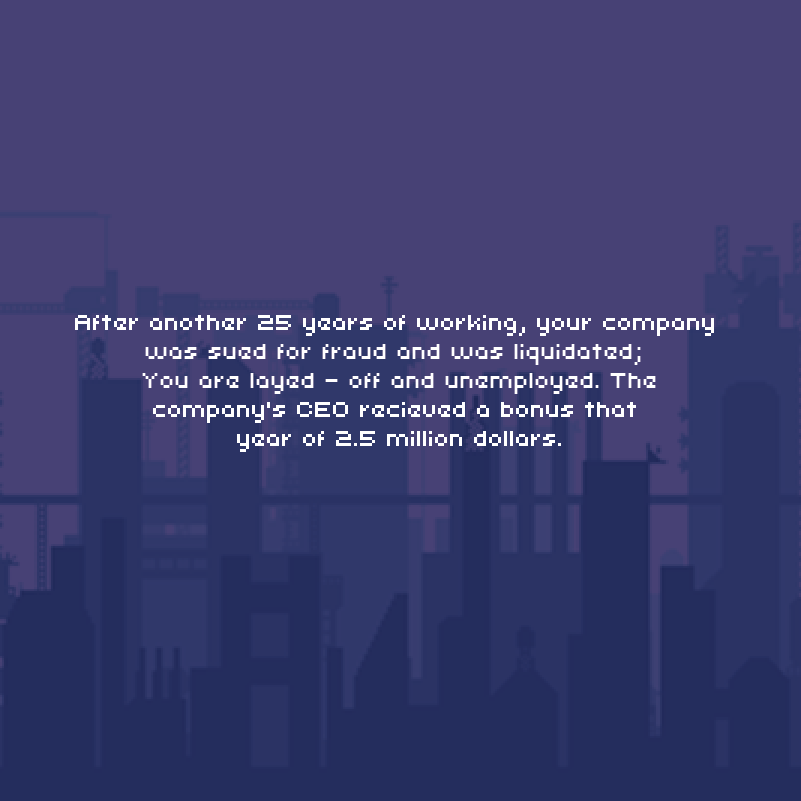 After another 25 years of working, your company
was sued for fraud and was liquidated;
You are layed - off and unemployed. The
company's CEO recieved a bonus that
year of 2.5 million dollars.